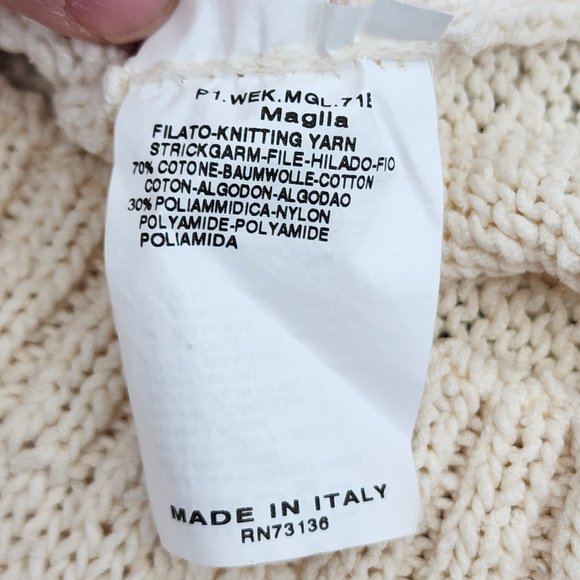 P1.WEK.MGL.71E
Maglia
FILATO-KNITTING YARN
STRICKGARM-FILE-HILADO-FIO
70% COTONE-BAUMWOLLE-COTTON
COTON-ALGODON-ALGODAO
30% POLIAMMIDICA-NYLON
POLYAMIDE-POLYAMIDE
POLIAMIDA
MADE IN ITALY
RN73136